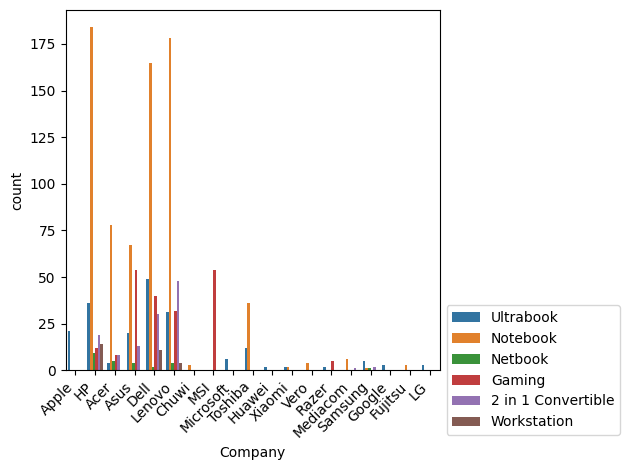 175
150
125
100
75
50
25
0
count
Apple
HP
Acer
Asus
Dell
Lenovo
Chuwi
MSI
Microsoft
Toshiba
Huawei
Xiaomi
Vero
Razer
Mediacom
Samsung
Google
Fujitsu
LG
Company
Ultrabook
Notebook
Netbook
Gaming
2 in 1 Convertible
Workstation